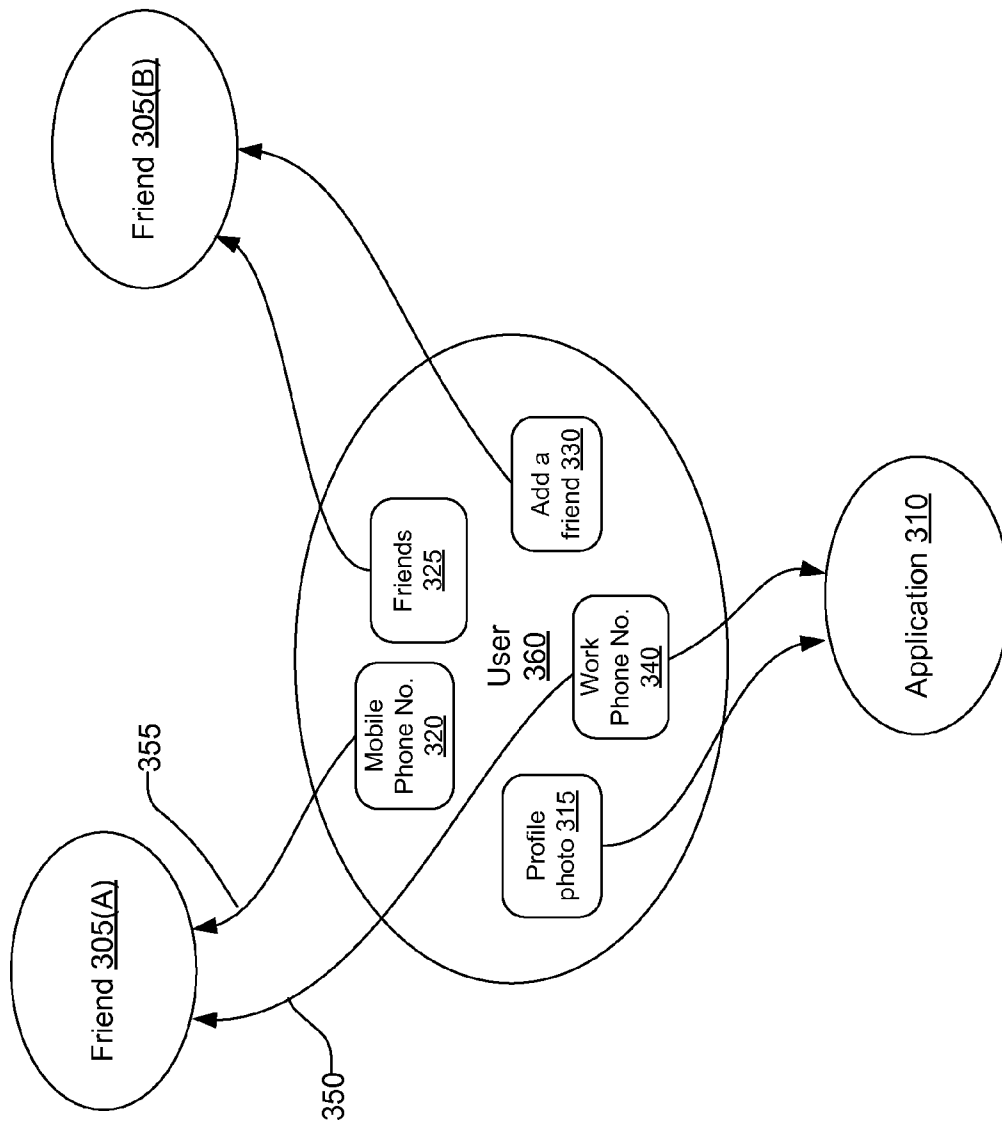 Friend 305(A)
Friend 305(B)
355
350
Mobile
Phone No.
320
Friends
325
User
360
Profile
photo 315
Work
Phone No.
340
Add a
friend 330
Application 310